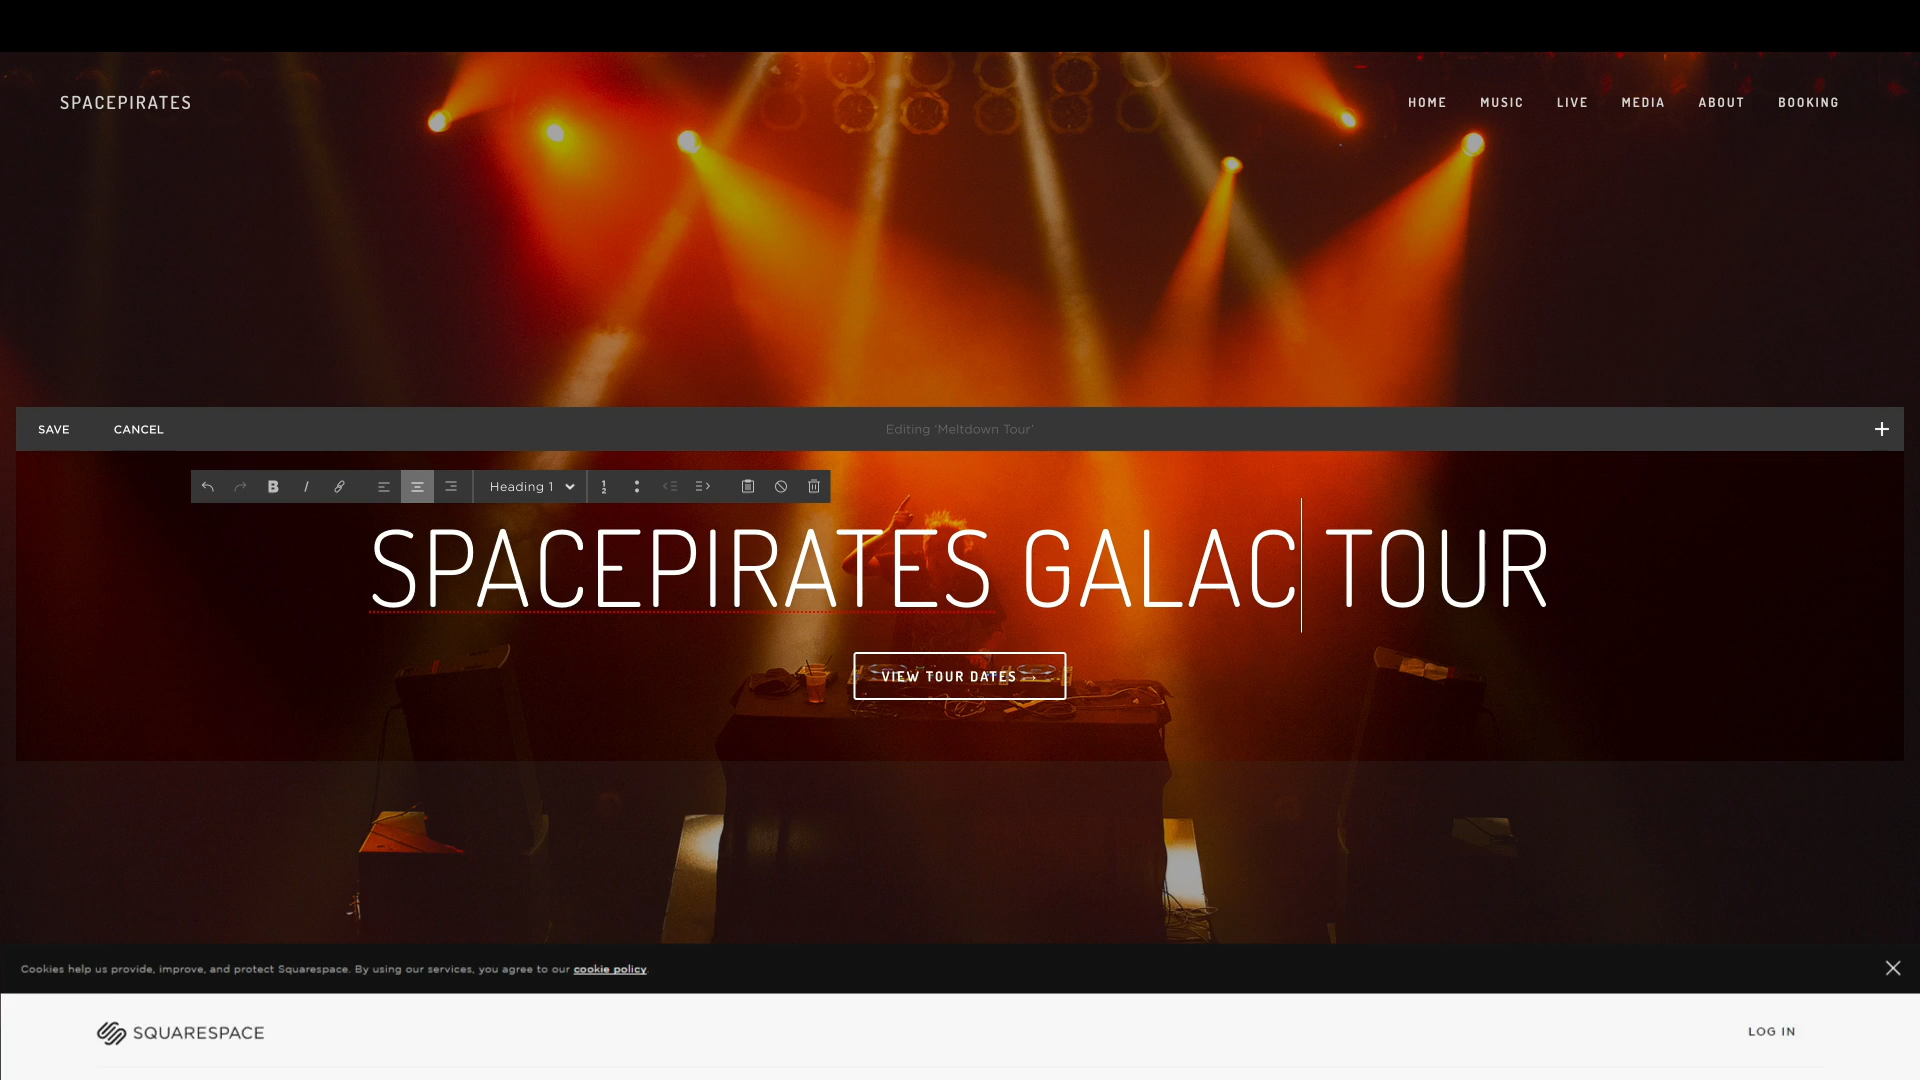 SPACEPIRATES
HOME MUSIC LIVE MEDIA ABOUT BOOKING
SAVE CANCEL Editing ‘Meltdown Tour’ +
B I Heading 1
SPACEPIRATES GALAC TOUR
VIEW TOUR DATES →
Cookies help us provide, improve, and protect Squarespace. By using our services, you agree to our cookie policy.
SQUARESPACE LOG IN